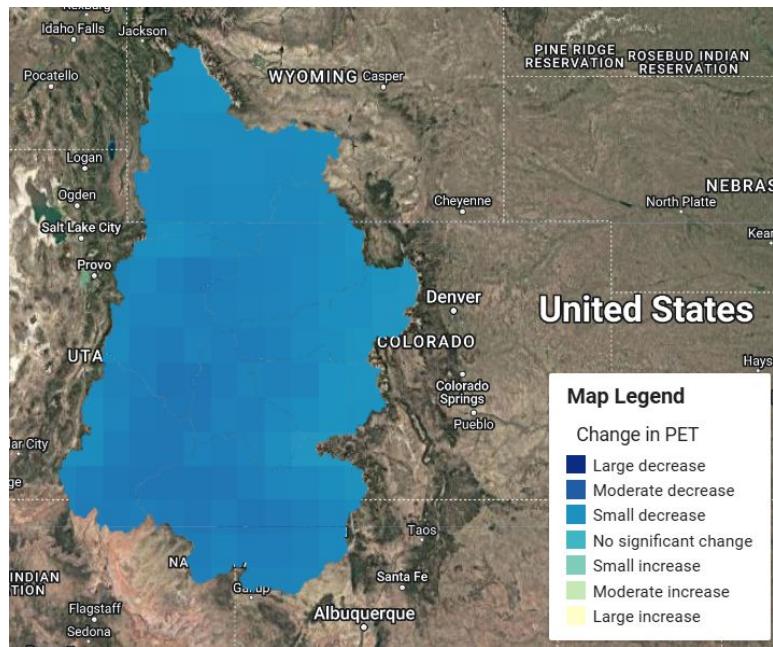 Idaho Falls
Jackson
Pocatello
WYOMING
Casper
PINE RIDGE
RESERVATION
ROSEBUD INDIAN
RESERVATION
Logan
Ogden
Salt Lake City
Provo
Cheyenne
NEBRAS
North Platte
Kear
Denver
United States
UTA
COLORADO
Colorado
Springs
Pueblo
Hays
lar City
ge
Map Legend
Change in PET
Large decrease
Moderate decrease
Small decrease
No significant change
Small increase
Moderate increase
Large increase
Taos
NA
INDIAN
TION
Santa Fe
Flagstaff
Sedona
Albuquerque